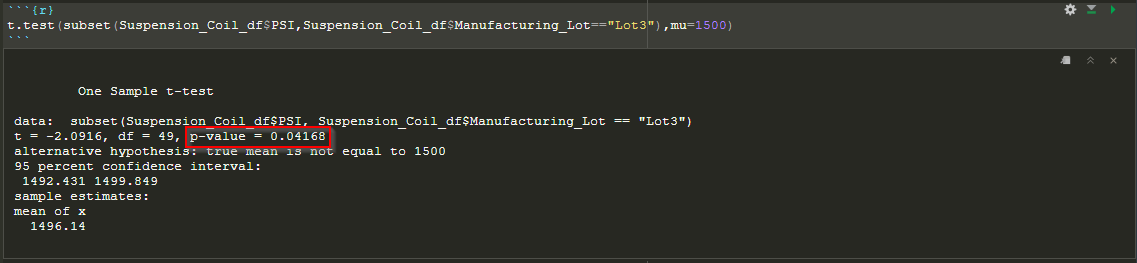 ```{r}
t.test(subset(Suspension_Coil_df$PSI,Suspension_Coil_df$Manufacturing_Lot=="Lot3"),mu=1500)
```
One Sample t-test
data:  subset(Suspension_Coil_df$PSI, Suspension_Coil_df$Manufacturing_Lot == "Lot3")
t = -2.0916, df = 49, p-value = 0.04168
alternative hypothesis: true mean is not equal to 1500
95 percent confidence interval:
1492.431 1499.849
sample estimates:
mean of x
1496.14